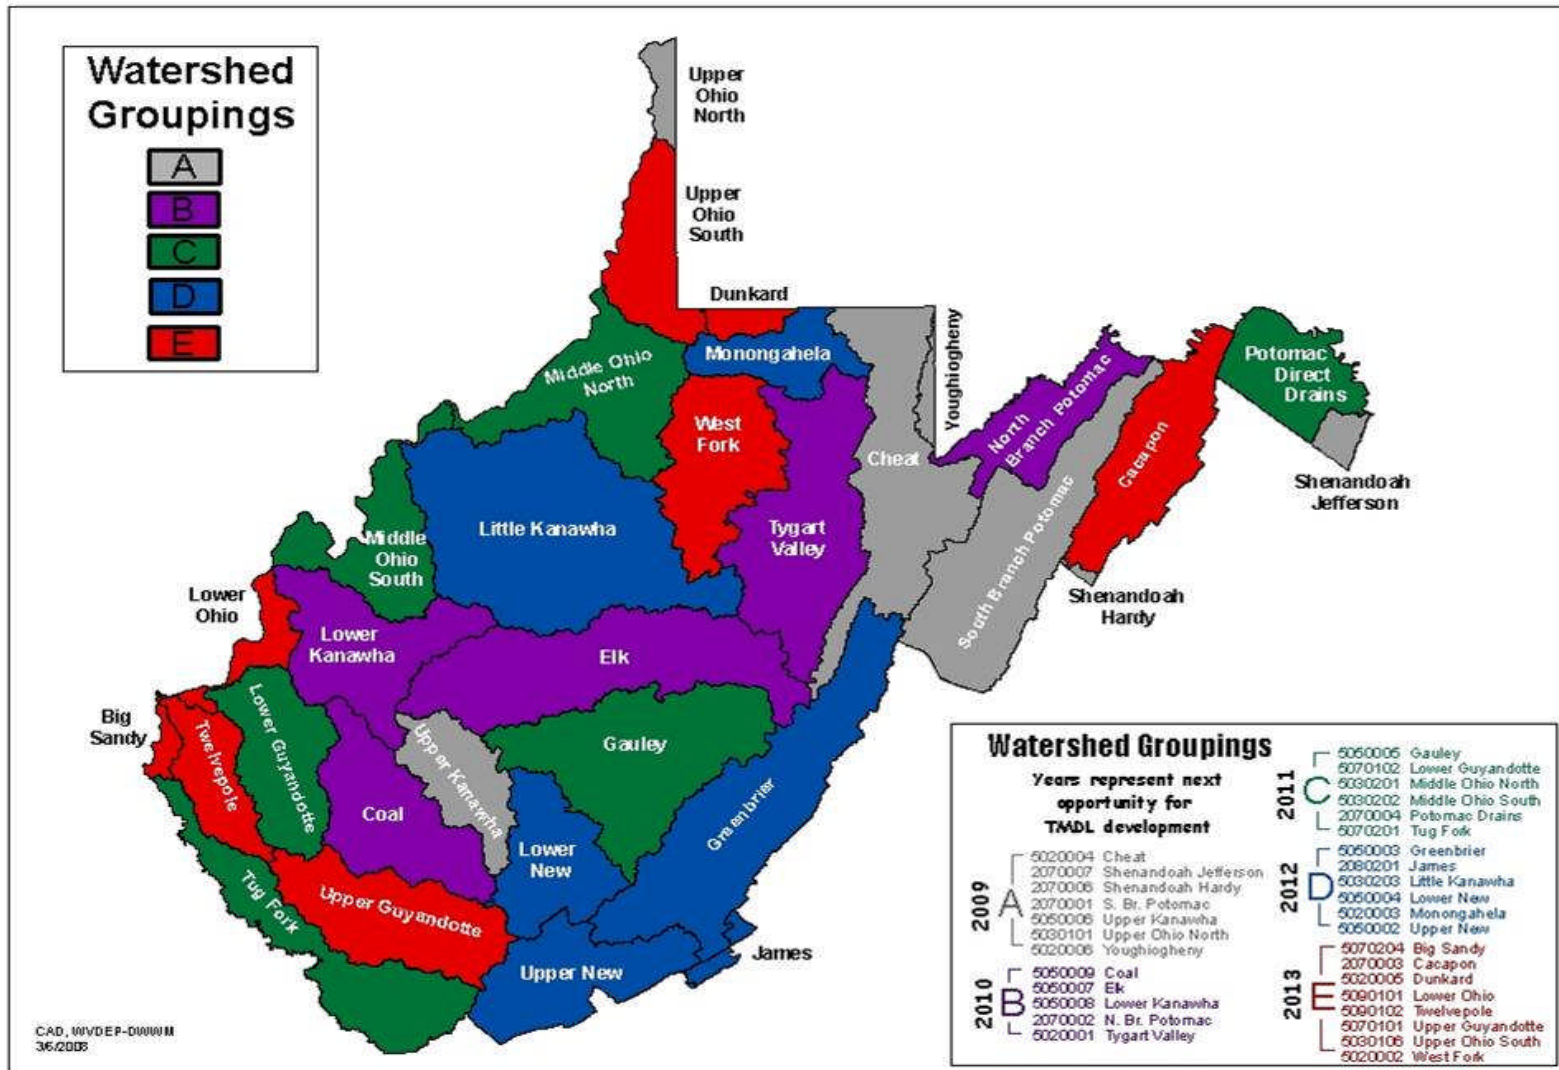 Watershed
Groupings
A
B
C
D
E
Upper
Ohio
North
Upper
Ohio
South
Dunkard
Monongahela
Youghiogheny
Middle Ohio
North
West
Fork
Cheat
North
Branch Potomac
Cacapon
Potomac
Direct
Drains
Shenandoah
Jefferson
Little Kanawha
Tygart
Valley
South Branch Potomac
Shenandoah
Hardy
Middle
Ohio
South
Lower
Ohio
Lower
Kanawha
Elk
Big
Sandy
Twelvepole
Lower Guyandotte
Upper Kanawha
Gauley
Coal
Lower
New
Greenbrier
Tug Fork
Upper Guyandotte
Upper New
James
CAD, WVDEP-DWWM
3/6/2008
Watershed Groupings
Years represent next
opportunity for
TMDL development
2009
A
5020004 Cheat
2070007 Shenandoah Jefferson
2070006 Shenandoah Hardy
2070001 S. Br. Potomac
5050006 Upper Kanawha
5030101 Upper Ohio North
5020006 Youghiogheny
2010
B
5050009 Coal
5050007 Elk
5050008 Lower Kanawha
2070002 N. Br. Potomac
5020001 Tygart Valley
2011
C
5050005 Gauley
5070102 Lower Guyandotte
5030201 Middle Ohio North
5030202 Middle Ohio South
2070004 Potomac Drains
5070201 Tug Fork
2012
D
5050003 Greenbrier
2080201 James
5030203 Little Kanawha
5050004 Lower New
5020003 Monongahela
5050002 Upper New
2013
E
5070204 Big Sandy
2070003 Cacapon
5020005 Dunkard
5090101 Lower Ohio
5090102 Twelvepole
5070101 Upper Guyandotte
5030106 Upper Ohio South
5020002 West Fork